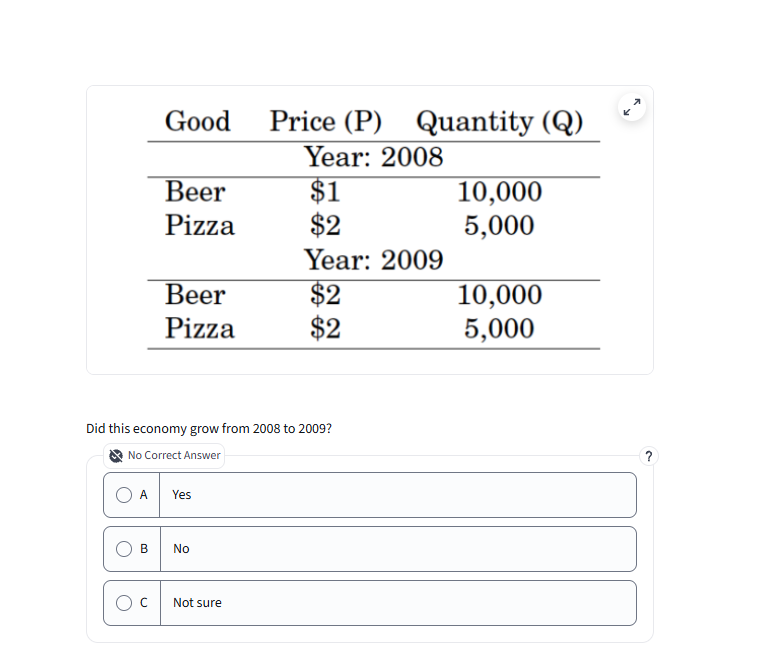 Good Price (P) Quantity (Q)
Year: 2008
Beer $1 10,000
Pizza $2 5,000
Year: 2009
Beer $2 10,000
Pizza $2 5,000
Did this economy grow from 2008 to 2009?
No Correct Answer
?
A Yes
B No
C Not sure